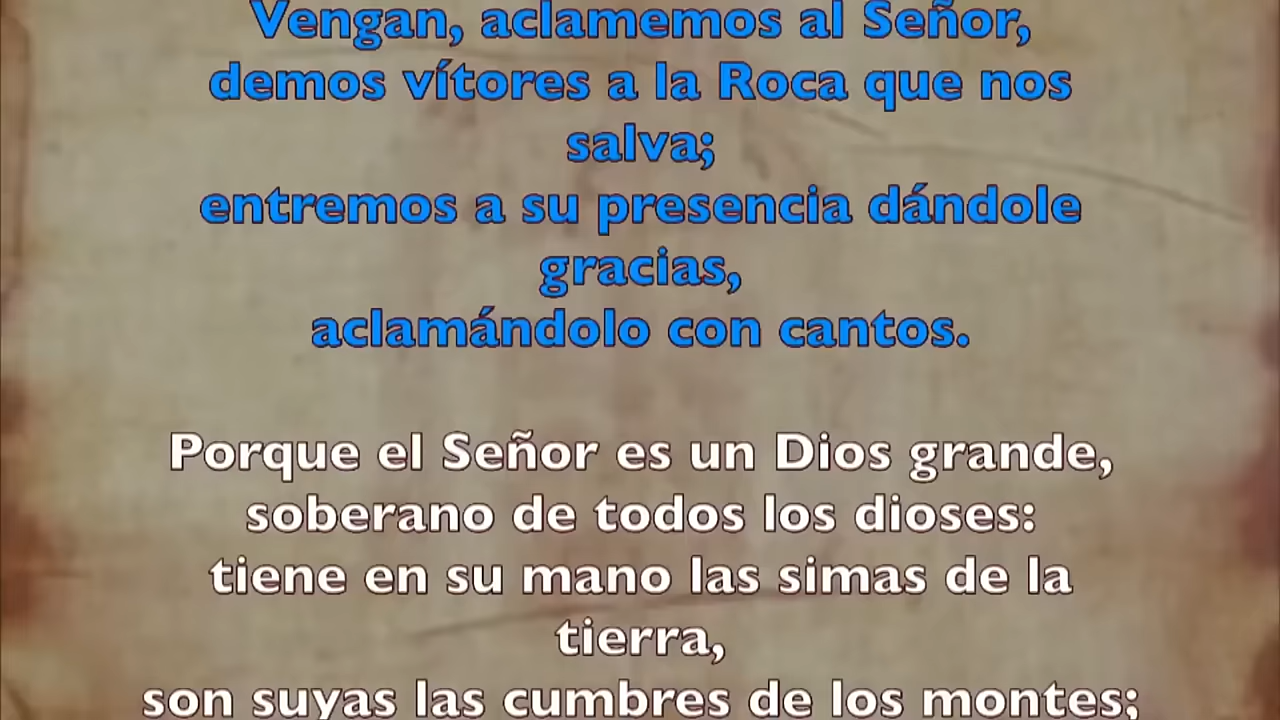 Vengan, aclamemos al Señor,
demos vítores a la Roca que nos
salva;
entremos a su presencia dándole
gracias,
aclamándolo con cantos.
Porque el Señor es un Dios grande,
soberano de todos los dioses:
tiene en su mano las simas de la
tierra,
son suyas las cumbres de los montes;